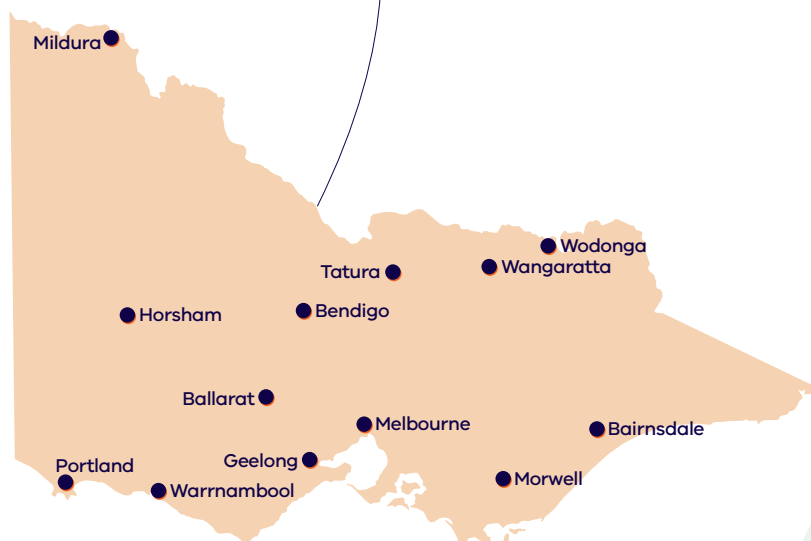 Mildura
Wodonga
Wangaratta
Tatura
Bendigo
Horsham
Ballarat
Melbourne
Bairnsdale
Geelong
Portland
Morwell
Warrnambool